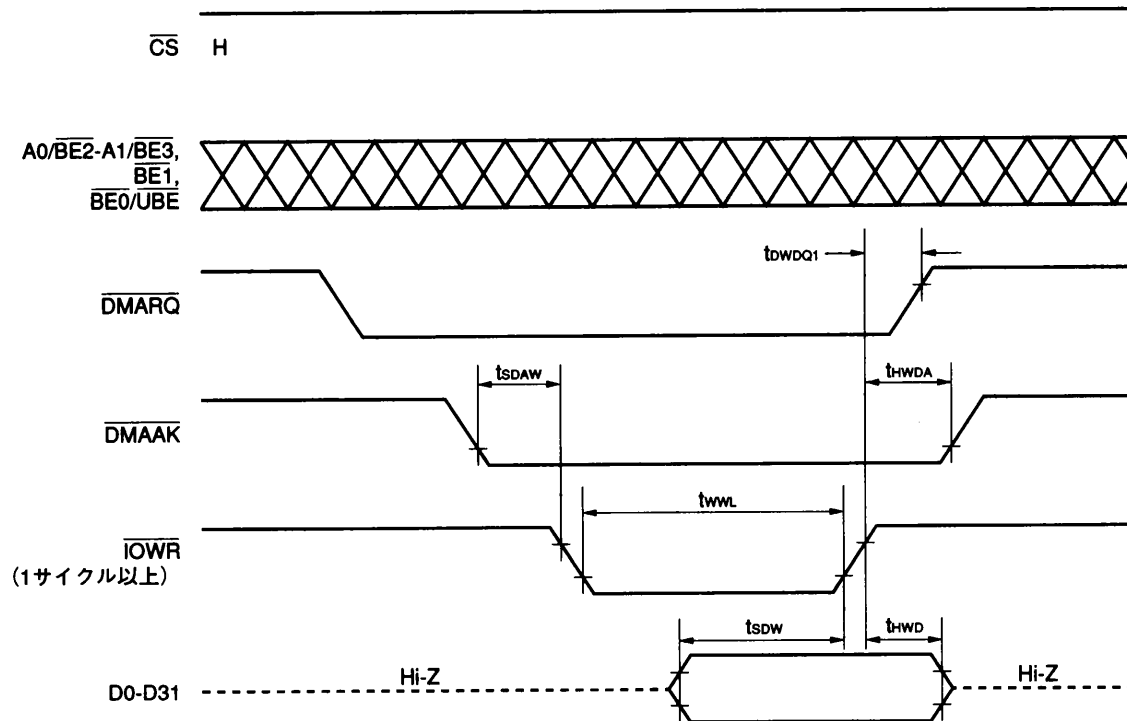 CS H
A0/BE2-A1/BE3,
BE1,
BE0/UBE
tDWDQ1
DMARQ
tSDAW
tHWDA
DMAAK
tWWL
IOWR
(1サイクル以上)
tSDW
tHWD
Hi-Z
Hi-Z
D0-D31